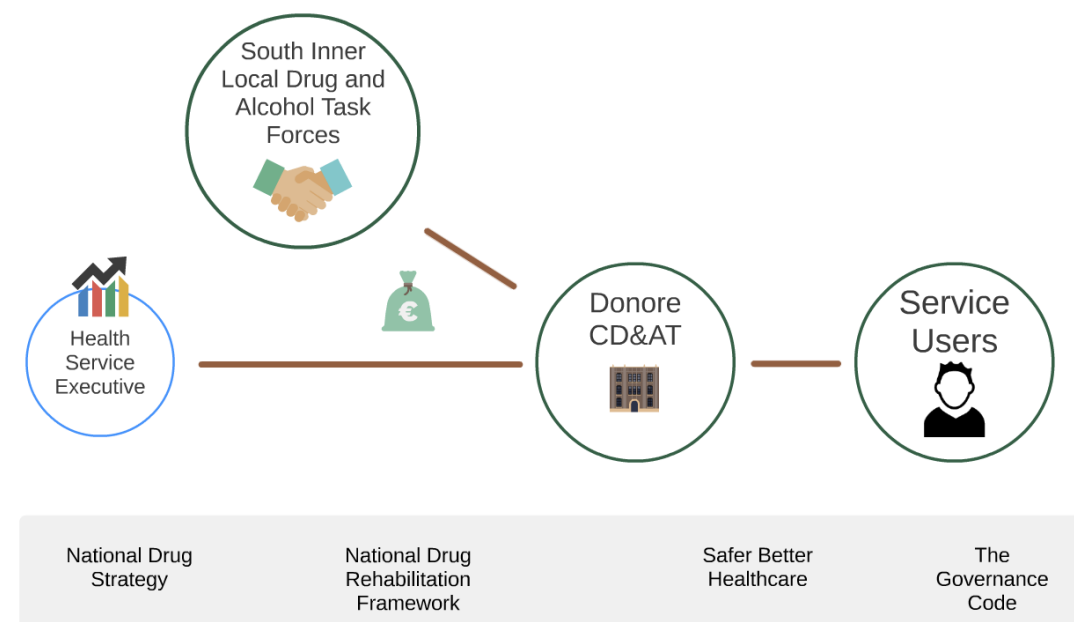 South Inner
Local Drug and
Alcohol Task
Forces
€
Health
Service
Executive
Donore
CD&AT
Service
Users
National Drug
Strategy
National Drug
Rehabilitation
Framework
Safer Better
Healthcare
The
Governance
Code